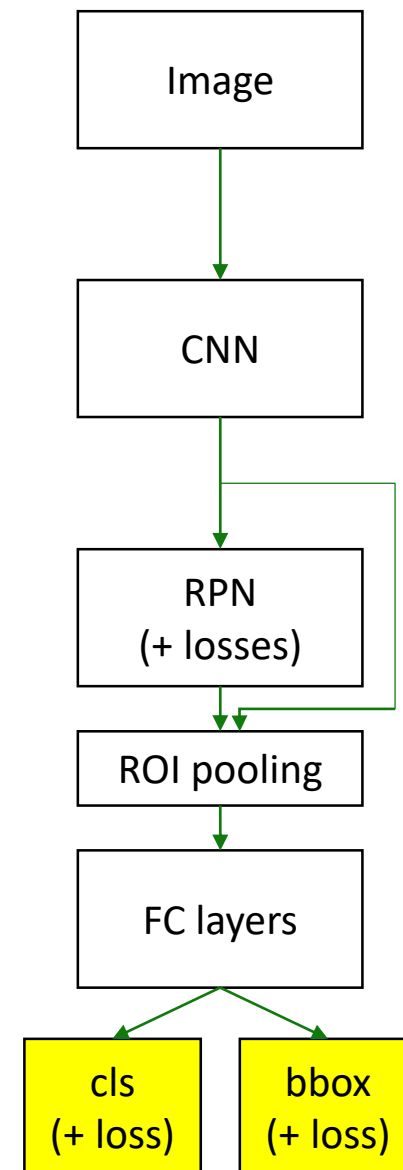 Image
CNN
RPN
(+ losses)
ROI pooling
FC layers
cls
(+ loss)
bbox
(+ loss)